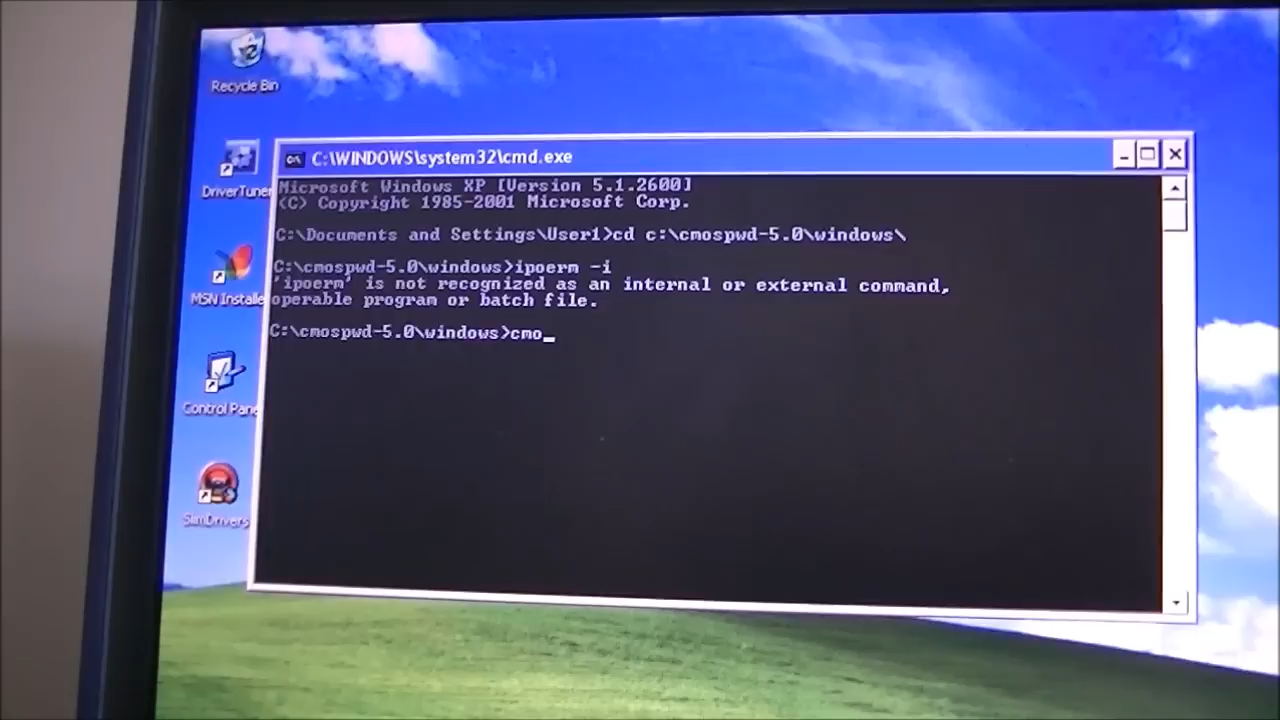 Recycle Bin
DriverTuner
MSN Installe
Control Pane
SlimDrivers
C:\WINDOWS\system32\cmd.exe
Microsoft Windows XP [Version 5.1.2600]
(C) Copyright 1985-2001 Microsoft Corp.
C:\Documents and Settings\User1>cd c:\cmospwd-5.0\windows\
C:\cmospwd-5.0\windows>ipoerm -i
'ipoerm' is not recognized as an internal or external command,
operable program or batch file.
C:\cmospwd-5.0\windows>cmo_